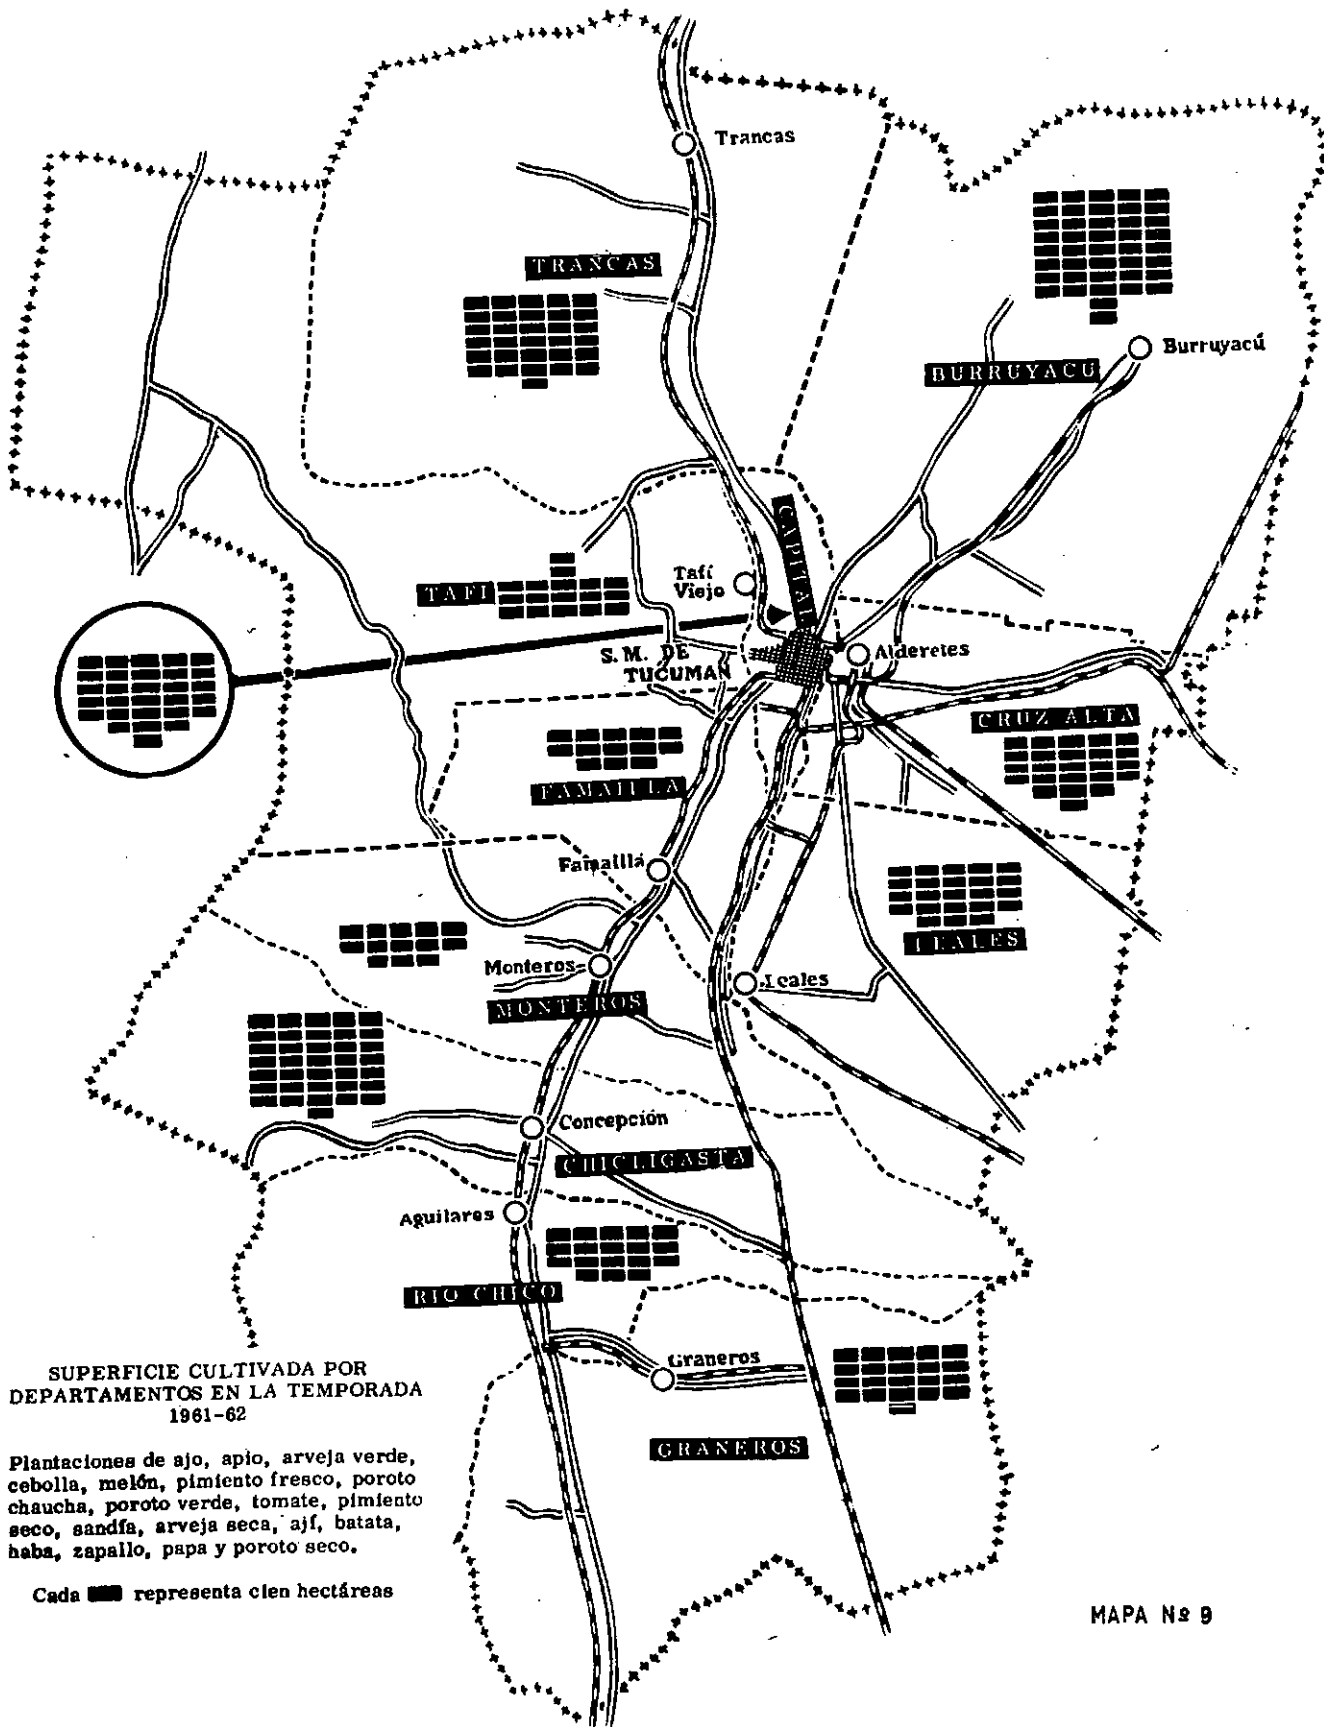 Trancas
TRANCAS
Burruyacú
BURRUYACU
CAPITAL
Tafí
Viejo
TAFI
S. M. DE
TUCUMAN
Alderetes
CRUZ ALTA
FAMAILLA
Famaillá
LEALES
Monteros
Leales
MONTEROS
Concepción
CHICLIGASTA
Aguilares
RIO CHICO
Graneros
GRANEROS
SUPERFICIE CULTIVADA POR
DEPARTAMENTOS EN LA TEMPORADA
1961-62
Plantaciones de ajo, apio, arveja verde,
cebolla, melón, pimiento fresco, poroto
chaucha, poroto verde, tomate, pimiento
seco, sandía, arveja seca, ají, batata,
haba, zapallo, papa y poroto seco.
Cada representa cien hectáreas
MAPA Nº 9